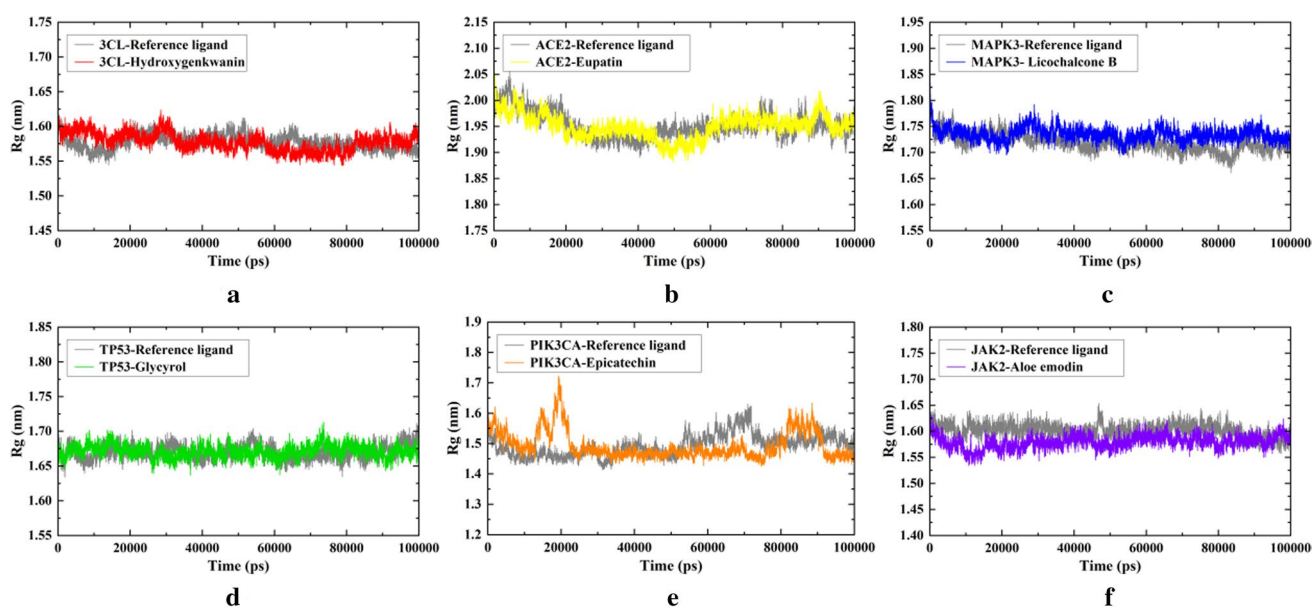 1.75
1.70
1.65
1.60
1.55
1.50
1.45
Rg (nm)
3CL-Reference ligand
3CL-Hydroxygenkwanin
0 20000 40000 60000 80000 100000
Time (ps)
a
2.15
2.10
2.05
2.00
1.95
1.90
1.85
1.80
1.75
Rg (nm)
ACE2-Reference ligand
ACE2-Eupatin
0 20000 40000 60000 80000 100000
Time (ps)
b
1.95
1.90
1.85
1.80
1.75
1.70
1.65
1.60
1.55
Rg (nm)
MAPK3-Reference ligand
MAPK3- Licochalcone B
0 20000 40000 60000 80000 100000
Time (ps)
c
1.85
1.80
1.75
1.70
1.65
1.60
1.55
Rg (nm)
TP53-Reference ligand
TP53-Glycyrol
0 20000 40000 60000 80000 100000
Time (ps)
d
1.9
1.8
1.7
1.6
1.5
1.4
1.3
1.2
Rg (nm)
PIK3CA-Reference ligand
PIK3CA-Epicatechin
0 20000 40000 60000 80000 100000
Time (ps)
e
1.80
1.75
1.70
1.65
1.60
1.55
1.50
1.45
1.40
Rg (nm)
JAK2-Reference ligand
JAK2-Aloe emodin
0 20000 40000 60000 80000 100000
Time (ps)
f